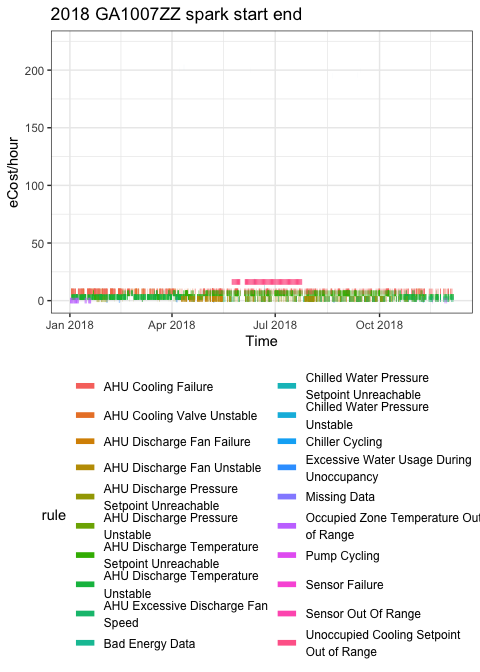 2018 GA1007ZZ spark start end
200
150
100
50
0
eCost/hour
Jan 2018
Apr 2018
Jul 2018
Oct 2018
Time
rule
AHU Cooling Failure
AHU Cooling Valve Unstable
AHU Discharge Fan Failure
AHU Discharge Fan Unstable
AHU Discharge Pressure
Setpoint Unreachable
AHU Discharge Pressure
Unstable
AHU Discharge Temperature
Setpoint Unreachable
AHU Discharge Temperature
Unstable
AHU Excessive Discharge Fan
Speed
Bad Energy Data
Chilled Water Pressure
Setpoint Unreachable
Chilled Water Pressure
Unstable
Chiller Cycling
Excessive Water Usage During
Unoccupancy
Missing Data
Occupied Zone Temperature Out
of Range
Pump Cycling
Sensor Failure
Sensor Out Of Range
Unoccupied Cooling Setpoint
Out of Range